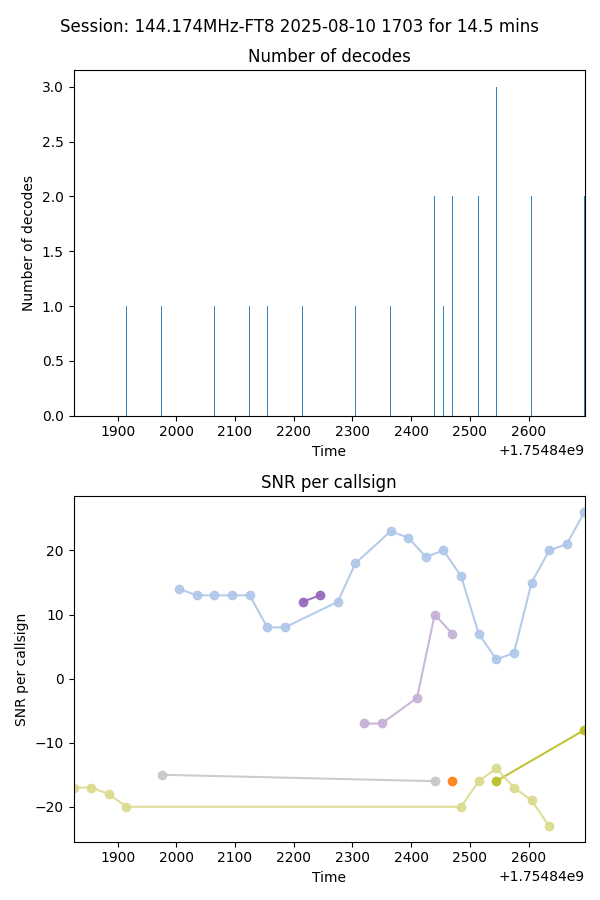 Session: 144.174MHz-FT8 2025-08-10 1703 for 14.5 mins
Number of decodes
3.0
2.5
2.0
1.5
1.0
0.5
0.0
Number of decodes
1900 2000 2100 2200 2300 2400 2500 2600
Time
+1.75484e9
SNR per callsign
20
10
0
−10
−20
SNR per callsign
1900 2000 2100 2200 2300 2400 2500 2600
Time
+1.75484e9